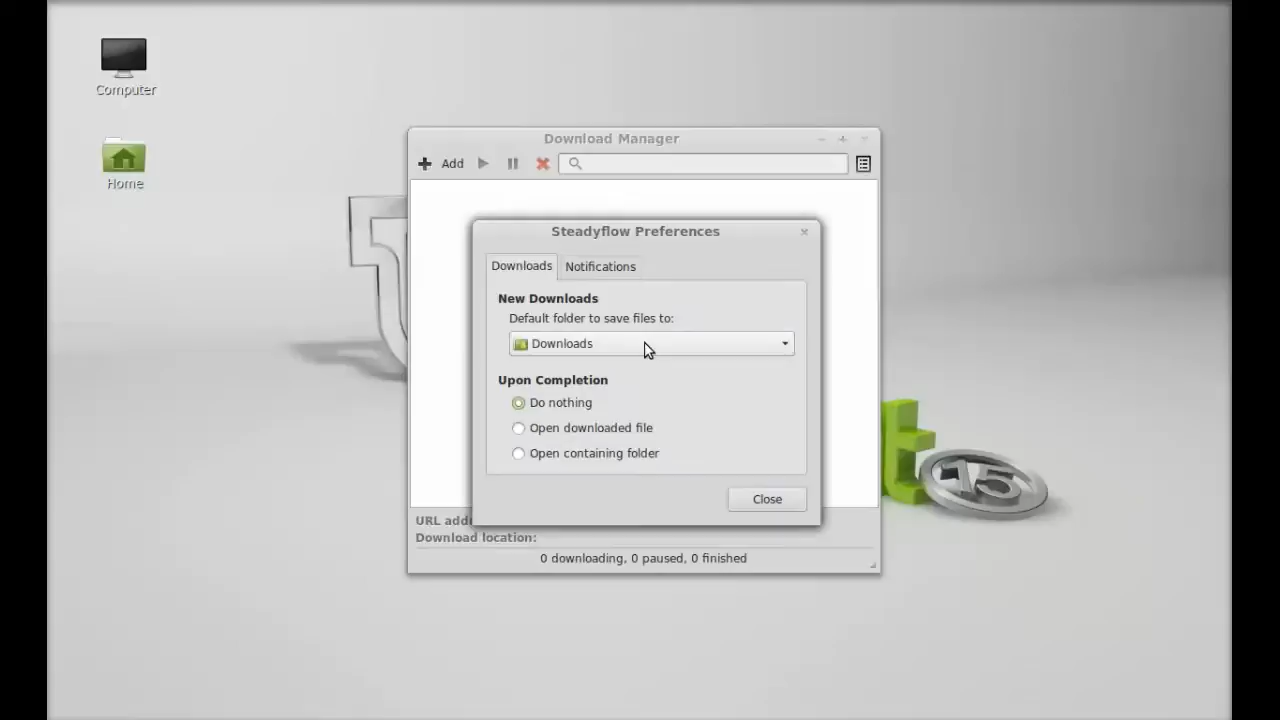 Computer
Home
Download Manager
Add
Steadyflow Preferences
Downloads
Notifications
New Downloads
Default folder to save files to:
Downloads
Upon Completion
Do nothing
Open downloaded file
Open containing folder
Close
URL
Download location:
0 downloading, 0 paused, 0 finished
t
15